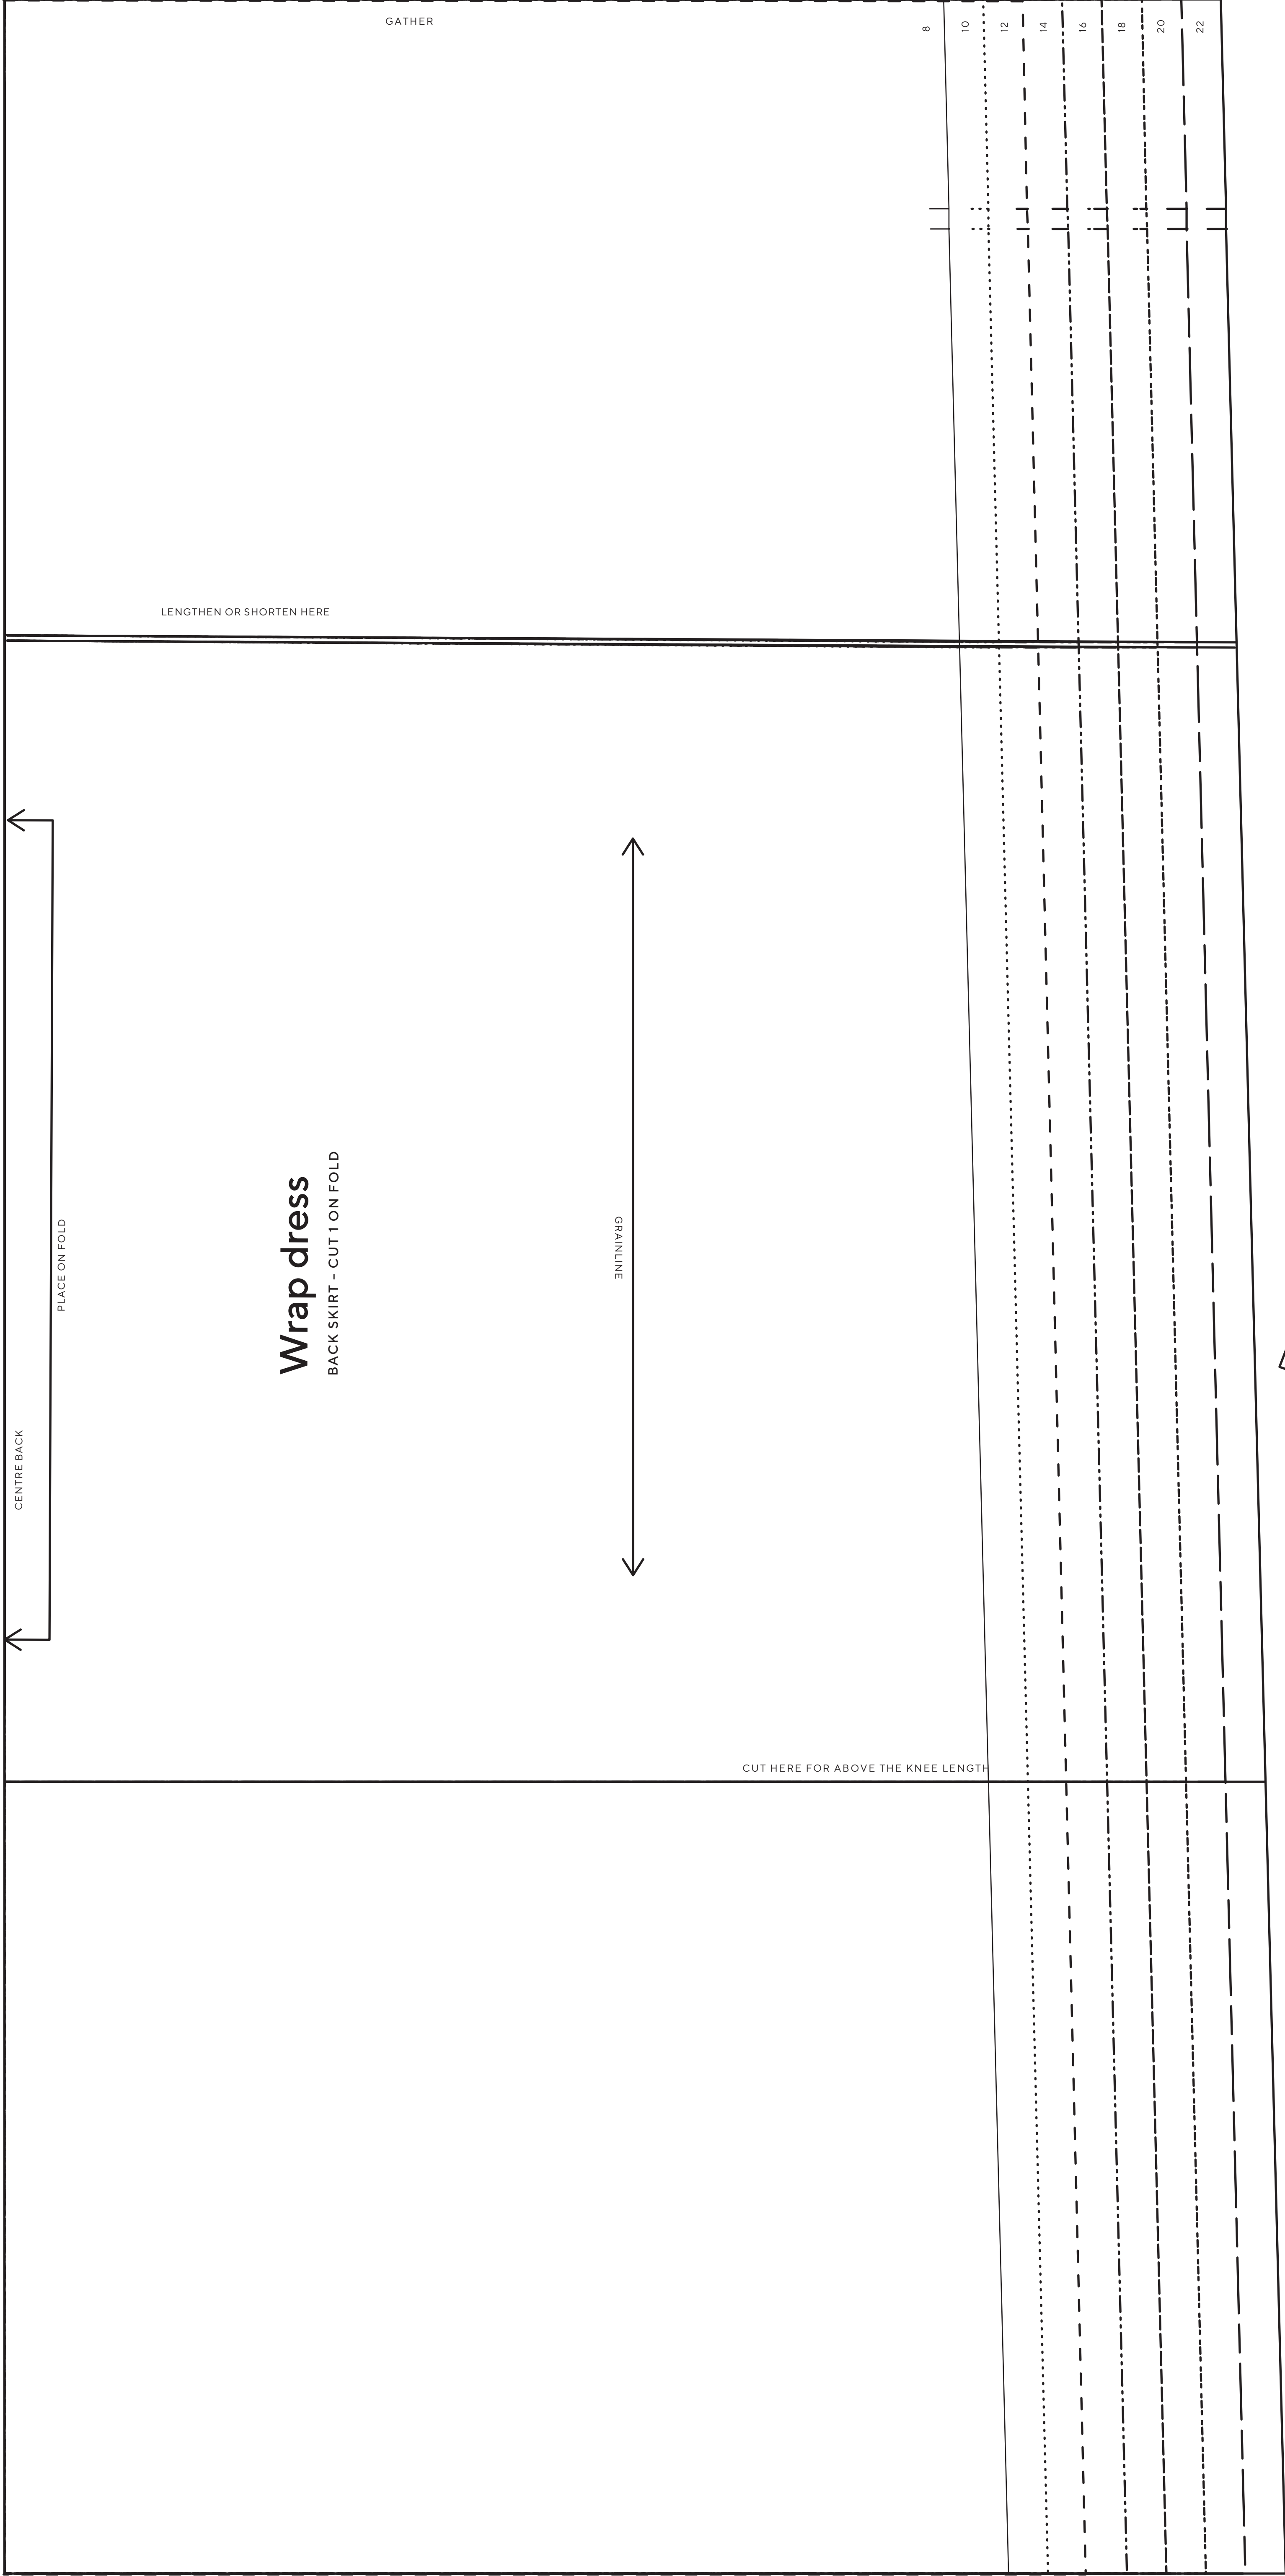 GATHER
8
10
12
14
16
18
20
22
LENGTHEN OR SHORTEN HERE
PLACE ON FOLD
CENTRE BACK
Wrap dress
BACK SKIRT – CUT 1 ON FOLD
GRAINLINE
CUT HERE FOR ABOVE THE KNEE LENGTH